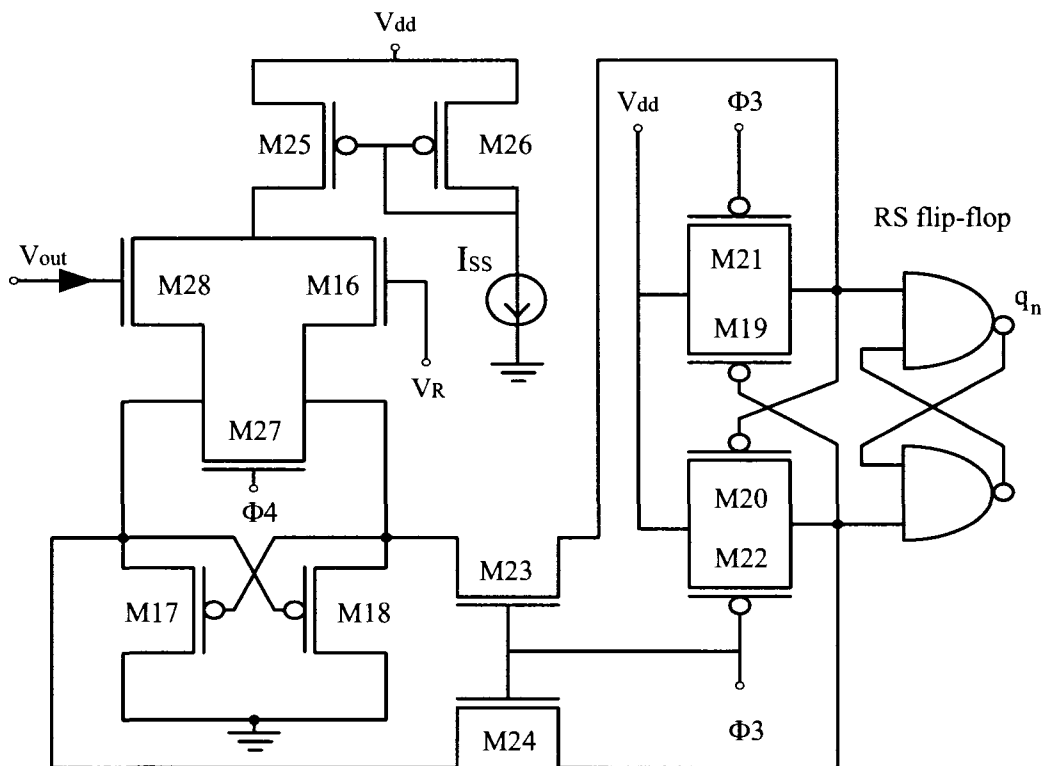 Vdd
M25
M26
Vdd
Φ3
RS flip-flop
Vout
M28
M16
ISS
M21
M19
qn
VR
M27
Φ4
M20
M22
M17
M18
M23
M24
Φ3